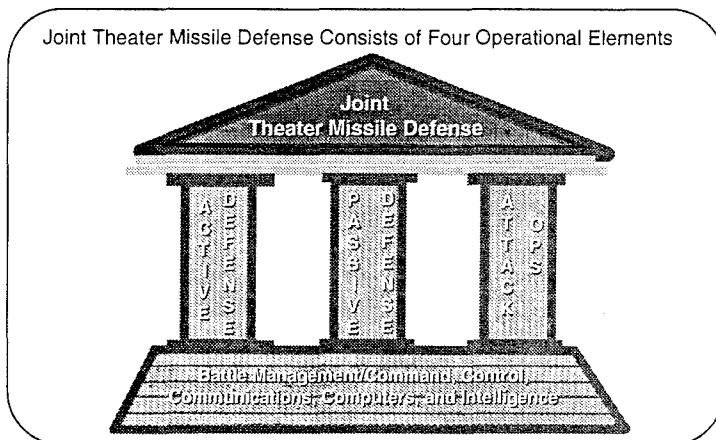 Joint Theater Missile Defense Consists of Four Operational Elements
Joint
Theater Missile Defense
ACTIVE
DEFENSE
PASSIVE
DEFENSE
ATTACK
OPS
Battle Management/Command, Control,
Communications, Computers, and Intelligence